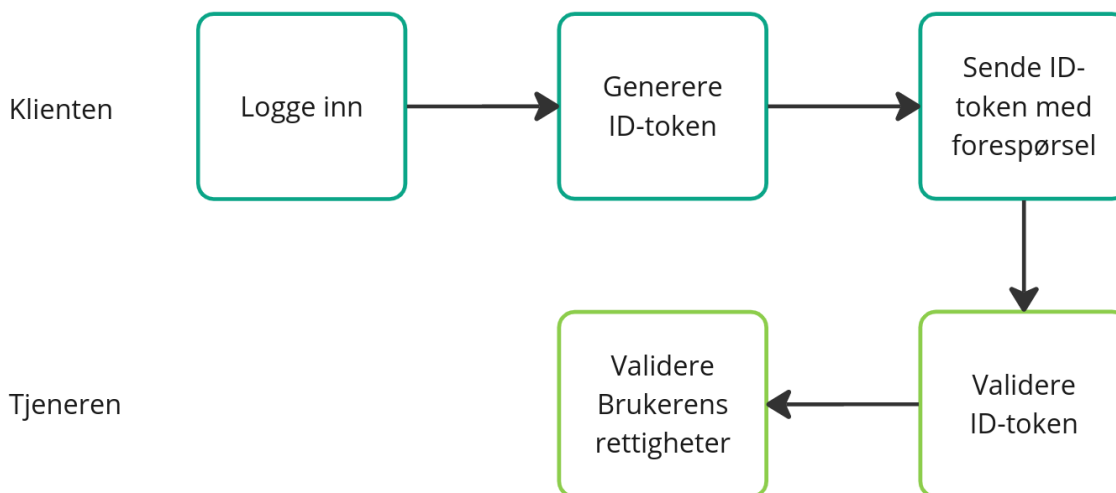 Klienten
Logge inn
Generere
ID-token
Sende ID-
token med
forespørsel
Tjeneren
Validere
Brukerens
rettigheter
Validere
ID-token